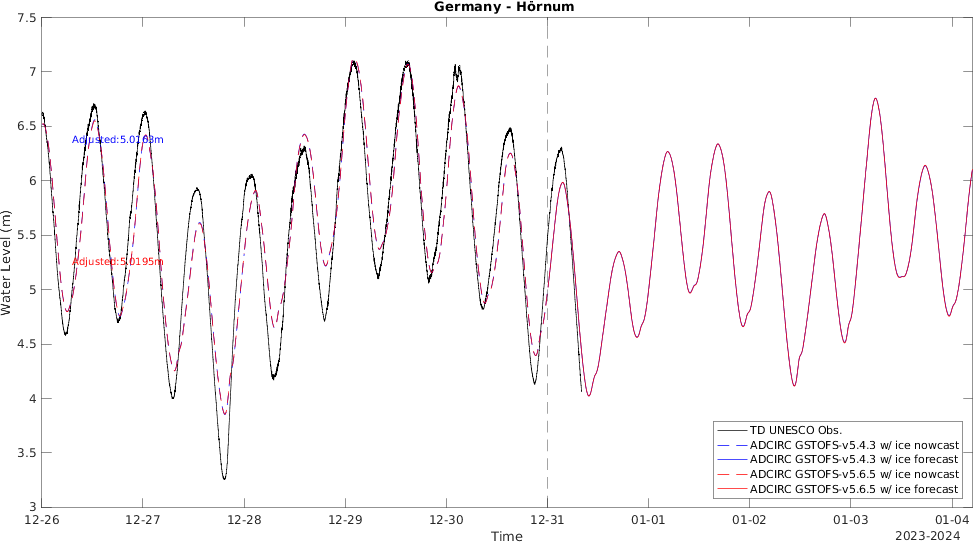 Germany - Hörnum
7.5
7
6.5
6
5.5
5
4.5
4
3.5
3
Water Level (m)
Adjusted:5.0163m
Adjusted:5.0195m
TD UNESCO Obs.
ADCIRC GSTOFS-v5.4.3 w/ ice nowcast
ADCIRC GSTOFS-v5.4.3 w/ ice forecast
ADCIRC GSTOFS-v5.6.5 w/ ice nowcast
ADCIRC GSTOFS-v5.6.5 w/ ice forecast
12-26 12-27 12-28 12-29 12-30 12-31 01-01 01-02 01-03 01-04
Time
2023-2024